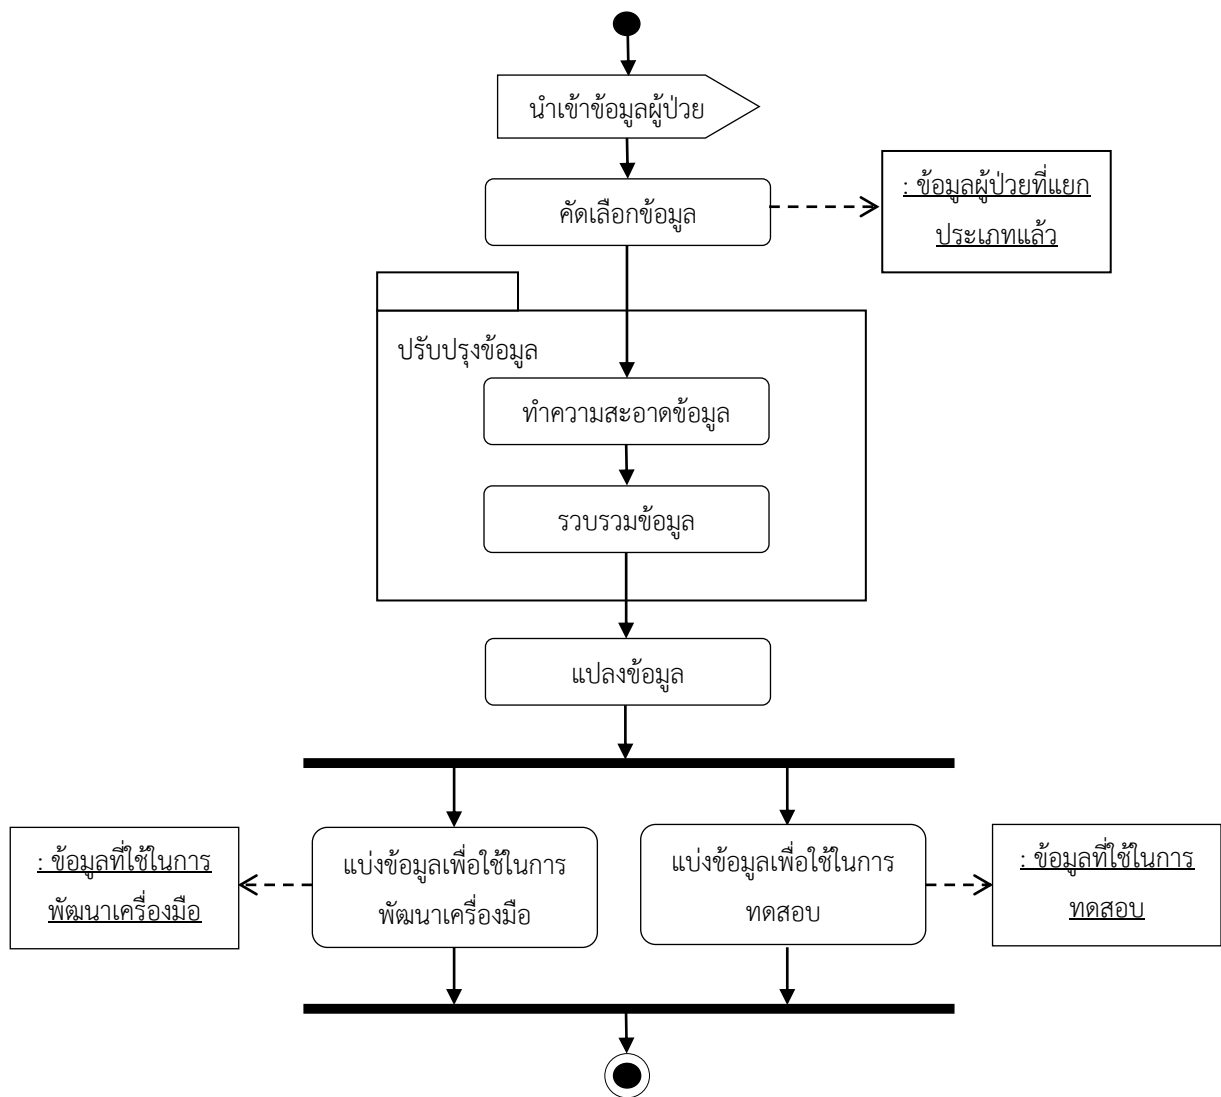 นำเข้าข้อมูลผู้ป่วย
คัดเลือกข้อมูล
: ข้อมูลผู้ป่วยที่แยก
ประเภทแล้ว
ปรับปรุงข้อมูล
ทำความสะอาดข้อมูล
รวบรวมข้อมูล
แปลงข้อมูล
: ข้อมูลที่ใช้ในการ
พัฒนาเครื่องมือ
แบ่งข้อมูลเพื่อใช้ในการ
พัฒนาเครื่องมือ
แบ่งข้อมูลเพื่อใช้ในการ
ทดสอบ
: ข้อมูลที่ใช้ในการ
ทดสอบ